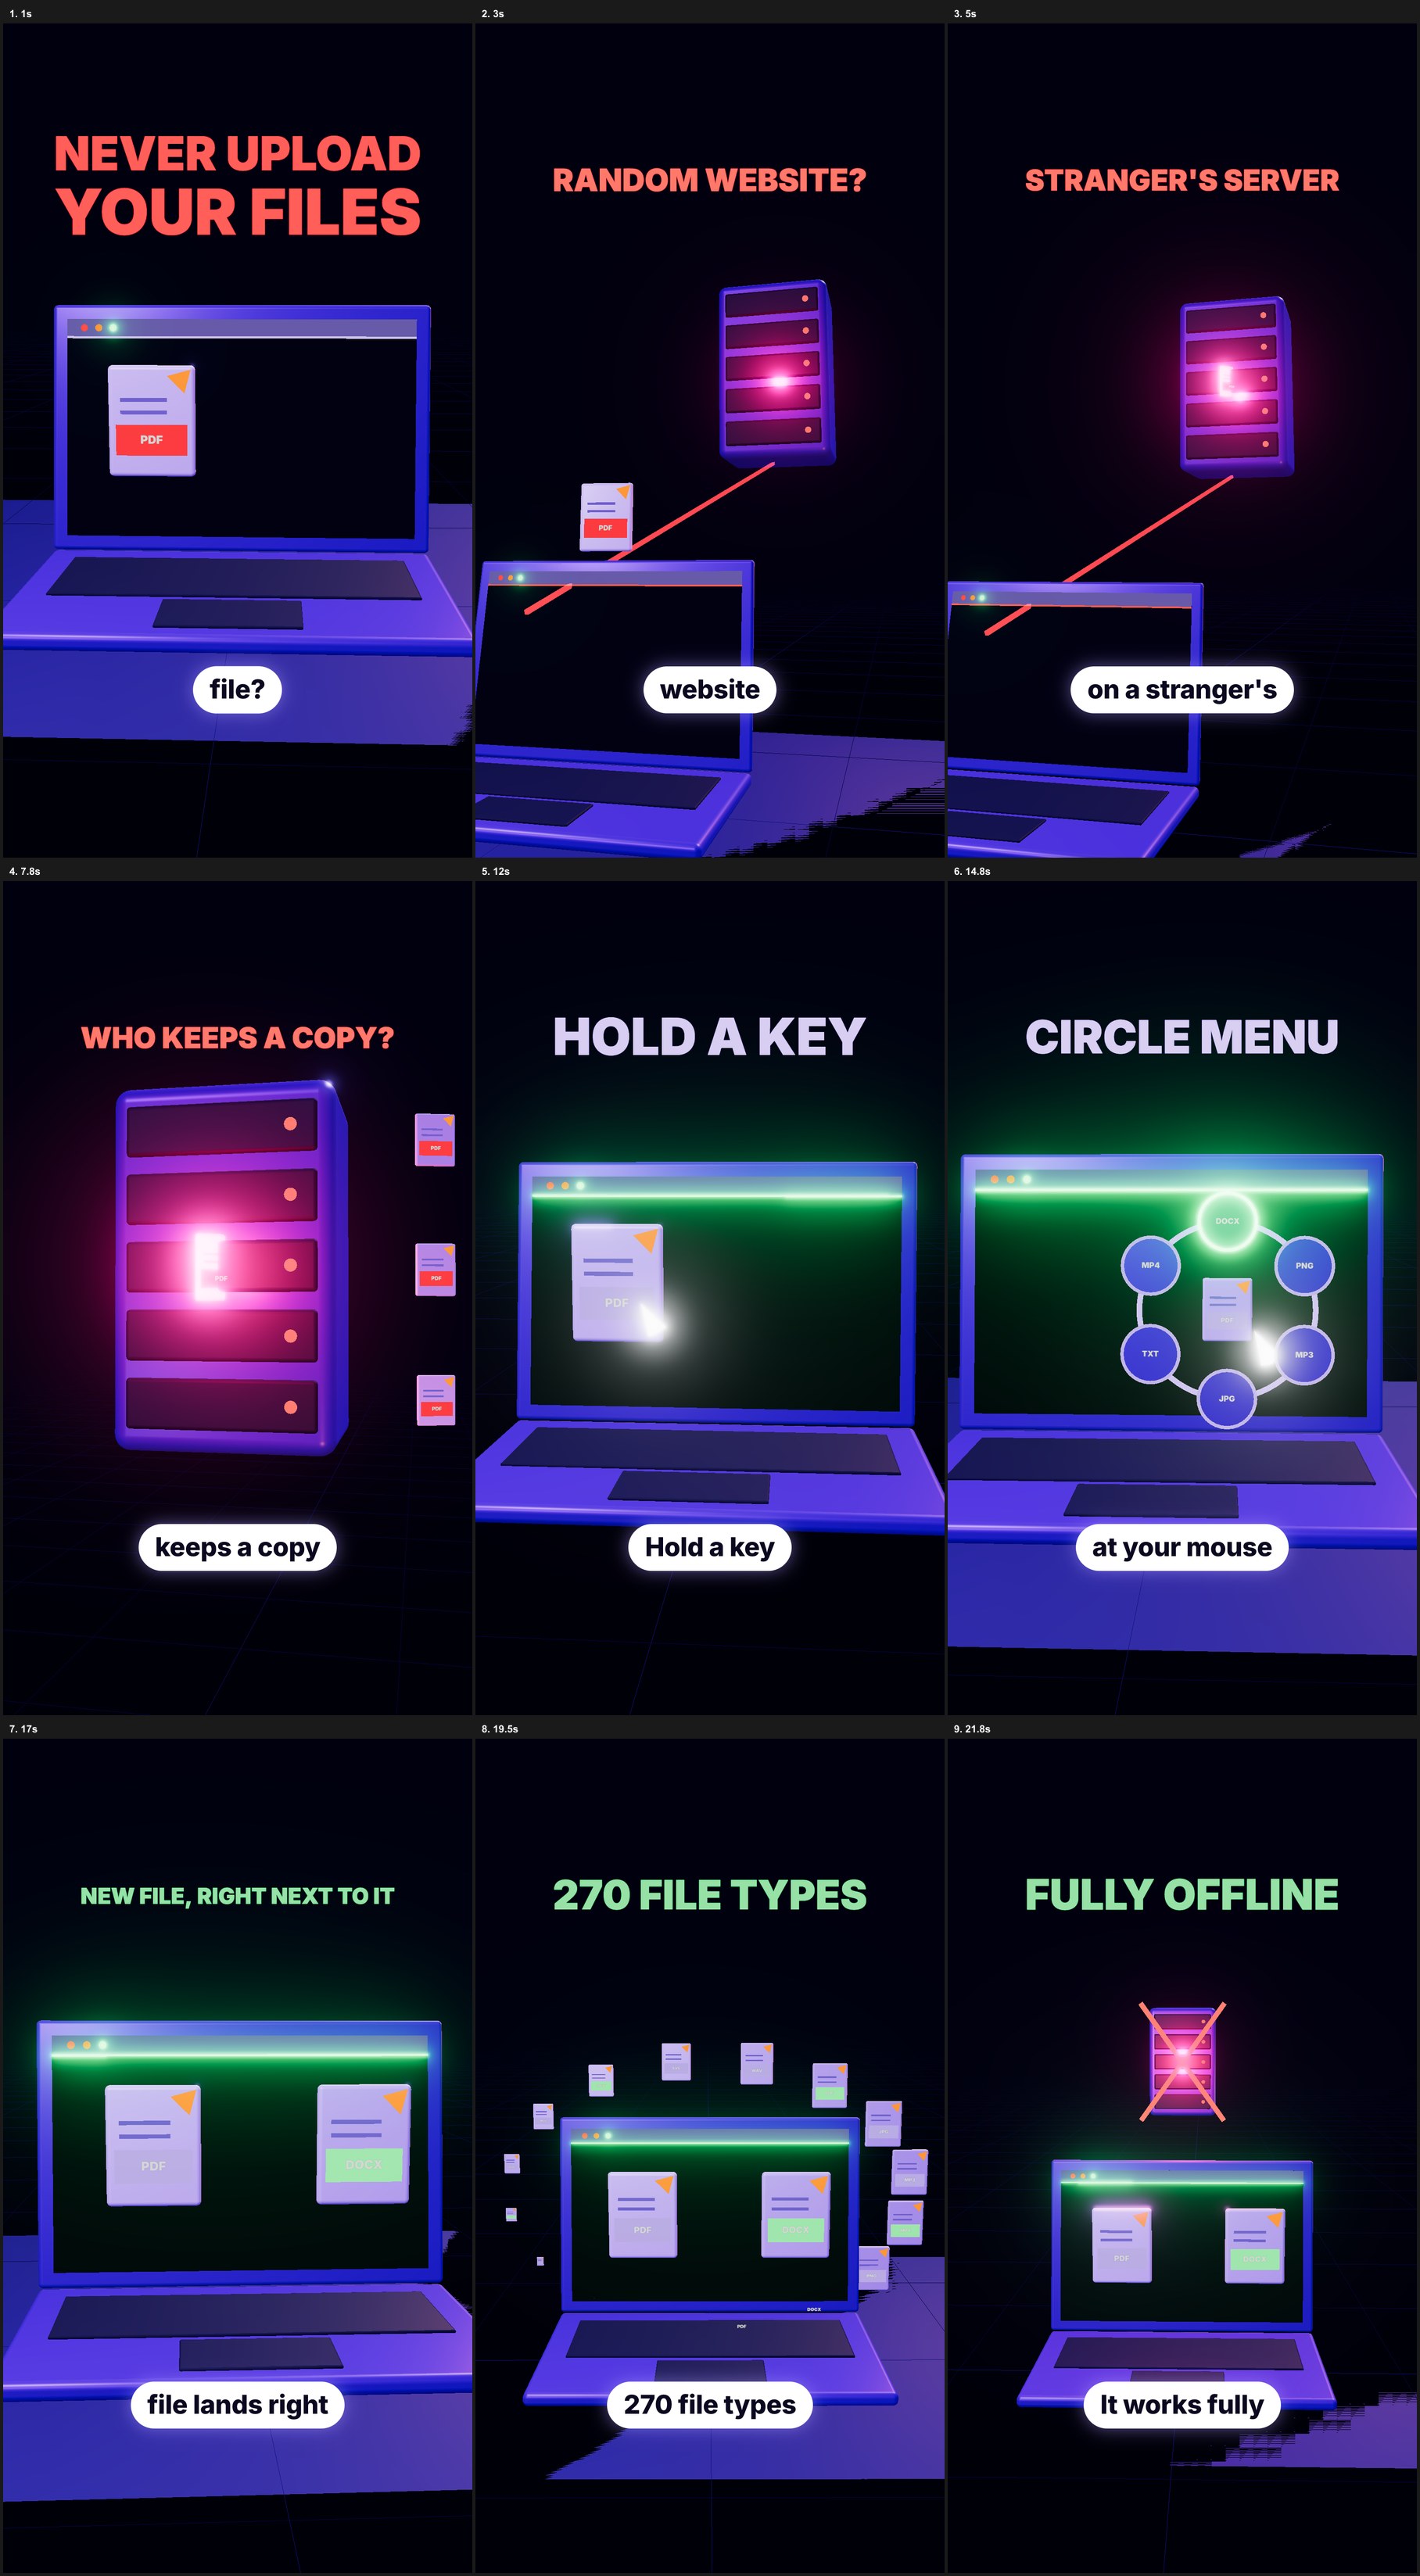 1. 1s
NEVER UPLOAD
YOUR FILES
PDF
file?
2. 3s
RANDOM WEBSITE?
PDF
website
3. 5s
STRANGER'S SERVER
on a stranger's
4. 7.8s
WHO KEEPS A COPY?
PDF
PDF
PDF
PDF
keeps a copy
5. 12s
HOLD A KEY
PDF
Hold a key
6. 14.8s
CIRCLE MENU
DOCX
MP4
PNG
PDF
TXT
MP3
JPG
at your mouse
7. 17s
NEW FILE, RIGHT NEXT TO IT
PDF
DOCX
file lands right
8. 19.5s
270 FILE TYPES
PDF
DOCX
DOCX
PDF
270 file types
9. 21.8s
FULLY OFFLINE
PDF
DOCX
It works fully